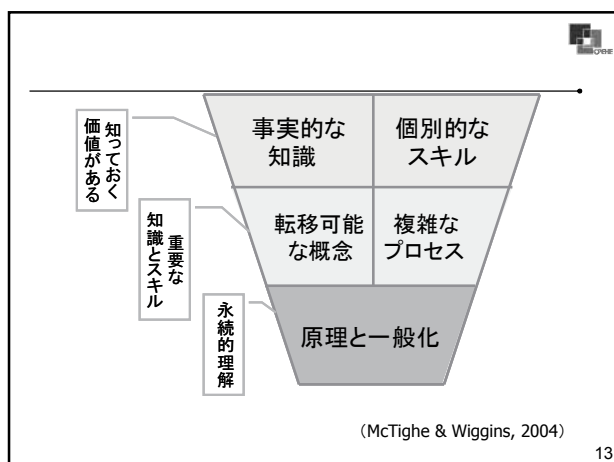 CPEHE
知っておく
価値がある
事実的な
知識
個別的な
スキル
重要な
知識とスキル
転移可能
な概念
複雑な
プロセス
永続的理解
原理と一般化
(McTighe & Wiggins, 2004)
13